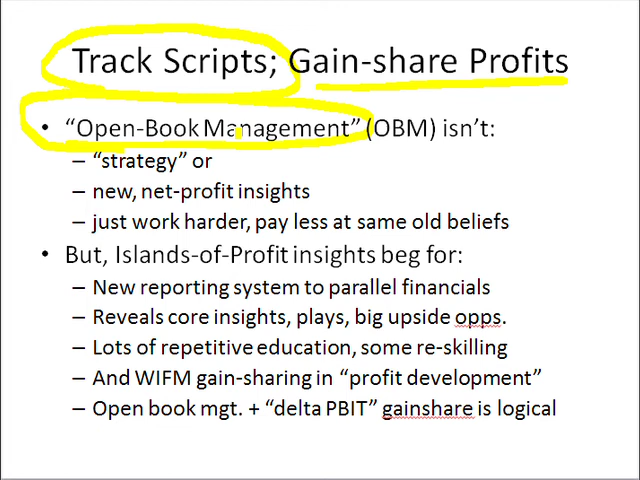 Track Scripts; Gain-share Profits
• “Open-Book Management” (OBM) isn’t:
– “strategy” or
– new, net-profit insights
– just work harder, pay less at same old beliefs
• But, Islands-of-Profit insights beg for:
– New reporting system to parallel financials
– Reveals core insights, plays, big upside opps.
– Lots of repetitive education, some re-skilling
– And WIFM gain-sharing in “profit development”
– Open book mgt. + “delta PBIT” gainshare is logical